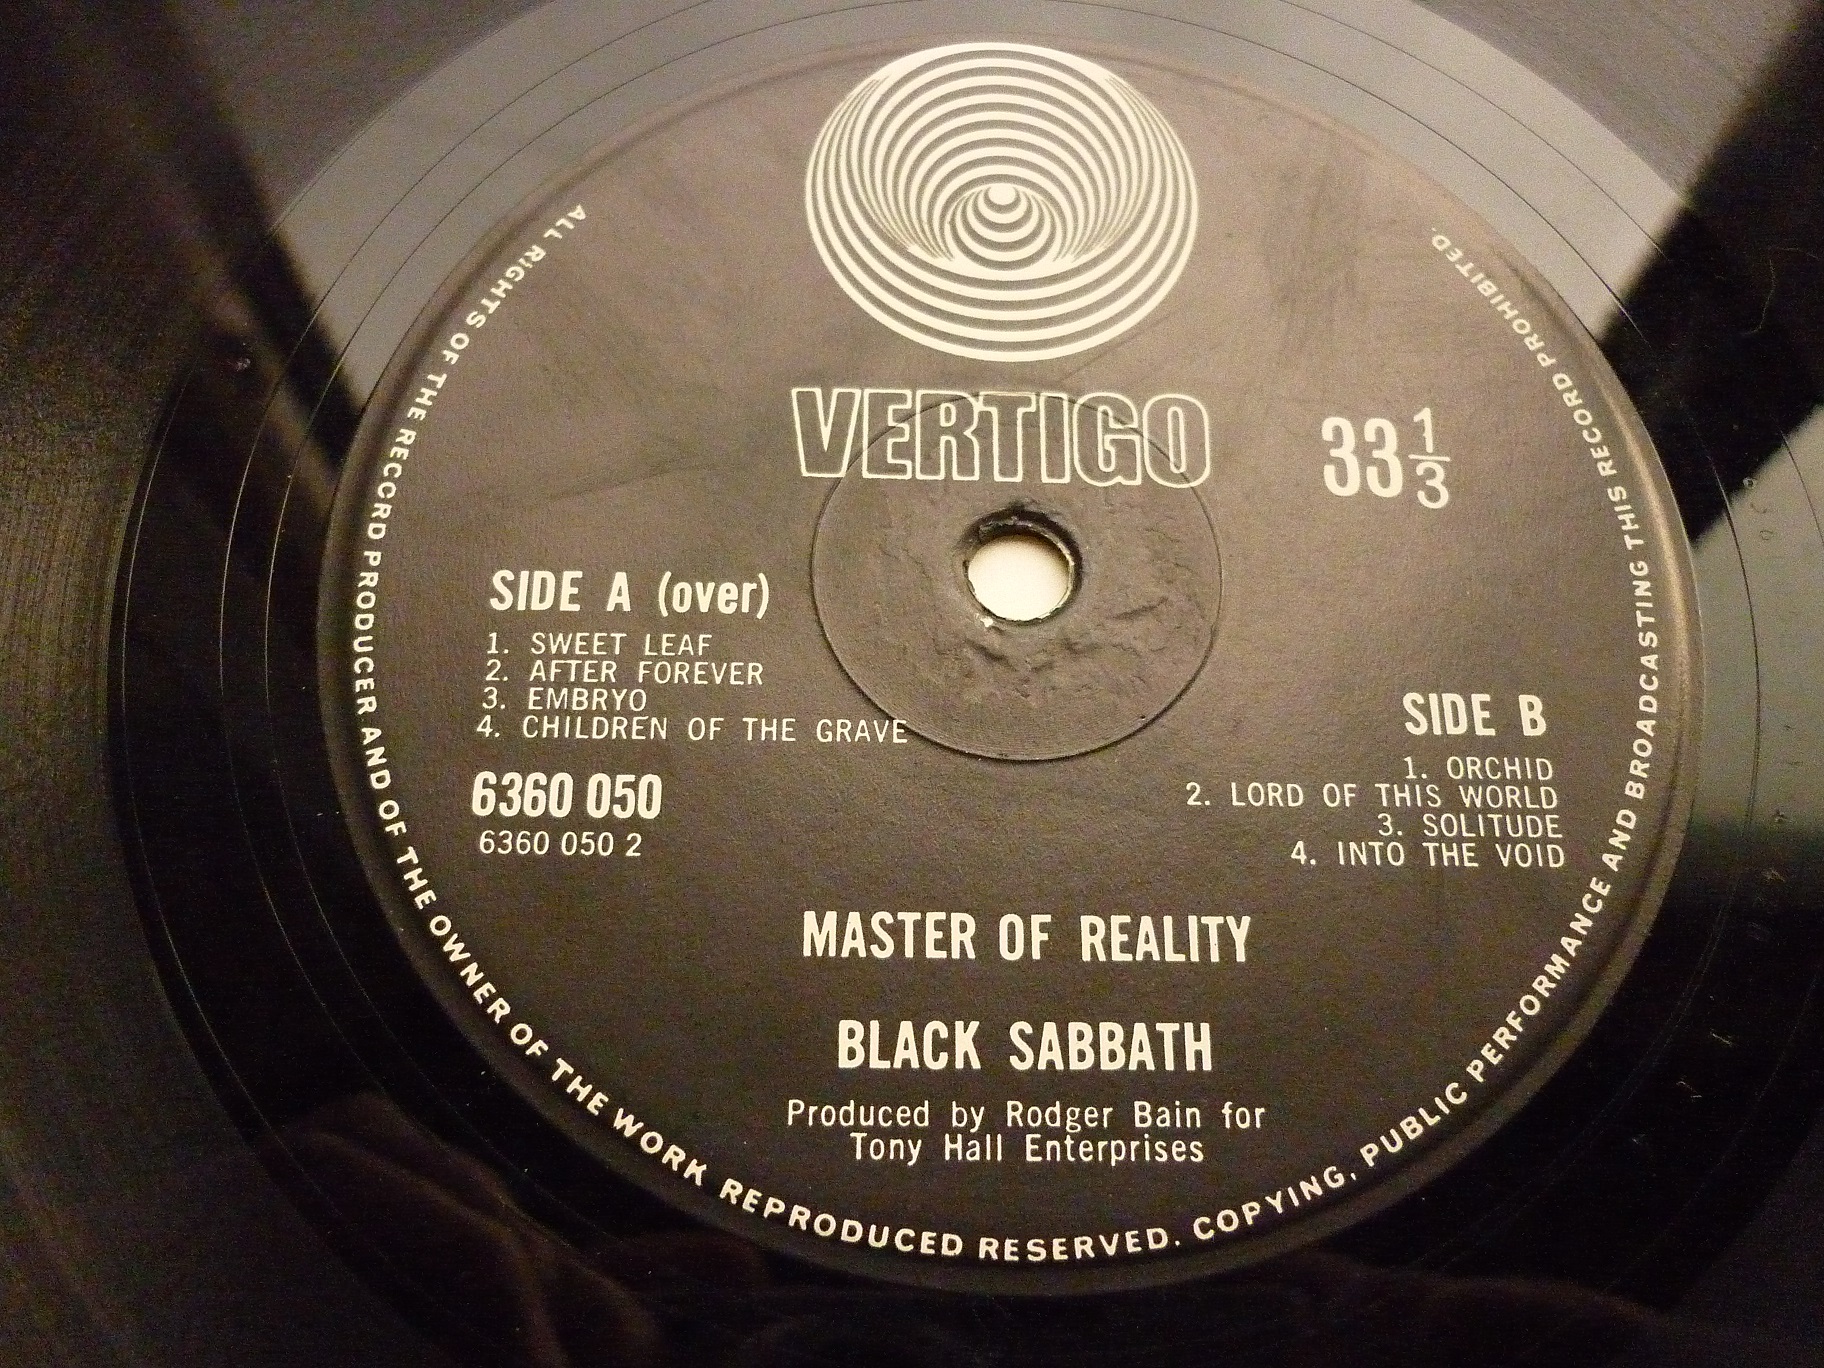 VERTIGO
33 1/3
SIDE A (over)
1. SWEET LEAF
2. AFTER FOREVER
3. EMBRYO
4. CHILDREN OF THE GRAVE
6360 050
6360 050 2
SIDE B
1. ORCHID
2. LORD OF THIS WORLD
3. SOLITUDE
4. INTO THE VOID
MASTER OF REALITY
BLACK SABBATH
Produced by Rodger Bain for
Tony Hall Enterprises
ALL RIGHTS OF THE RECORD PRODUCER AND OF THE OWNER OF THE WORK REPRODUCED RESERVED. COPYING, PUBLIC PERFORMANCE AND BROADCASTING THIS RECORD PROHIBITED.